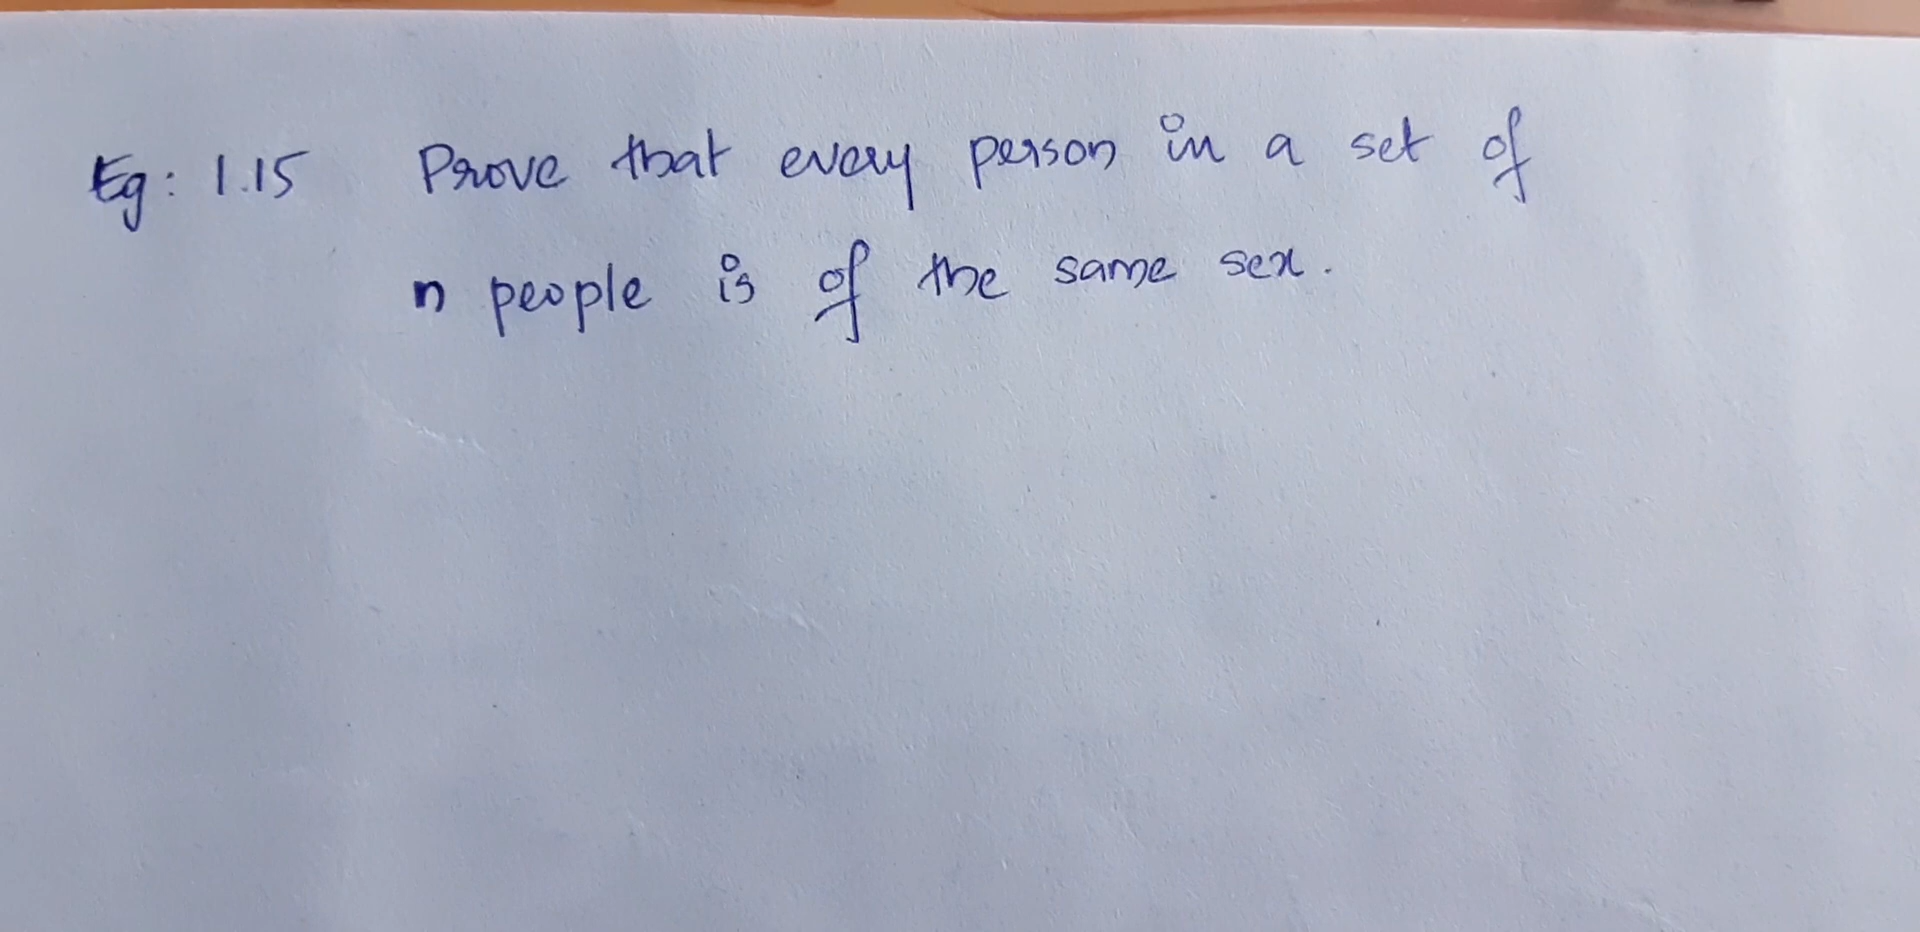 Eg: 1.15 Prove that every person in a set of
n people is of the same sex.